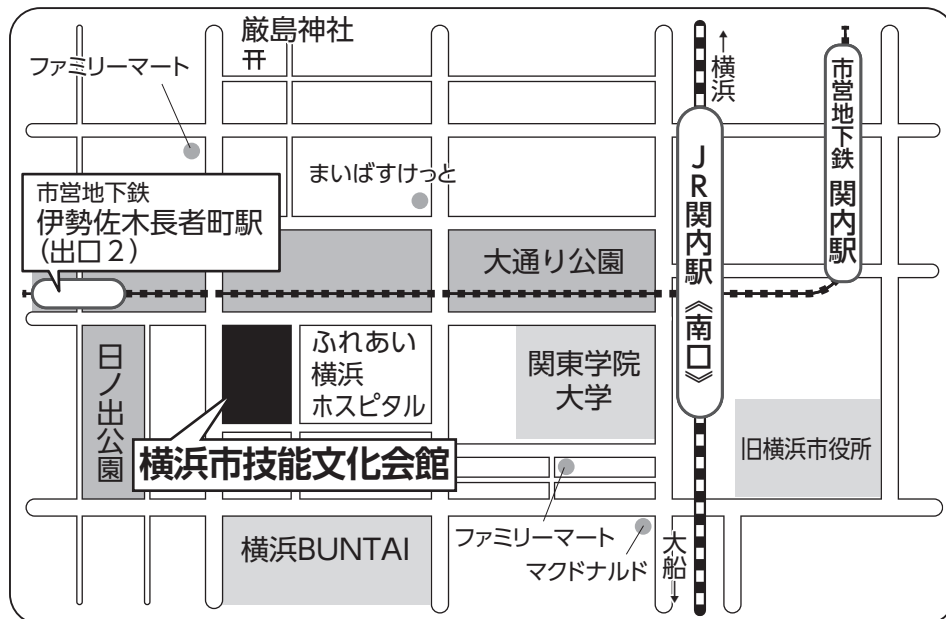 厳島神社
ファミリーマート
まいばすけっと
市営地下鉄
伊勢佐木長者町駅
(出口2)
大通り公園
↑横浜
JR関内駅《南口》
市営地下鉄 関内駅
日ノ出公園
ふれあい
横浜
ホスピタル
関東学院
大学
旧横浜市役所
横浜市技能文化会館
横浜BUNTAI
ファミリーマート
マクドナルド
大船↓